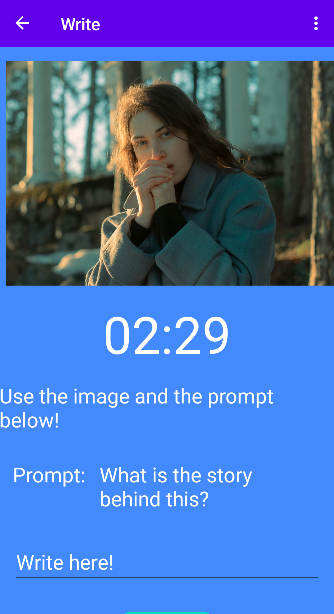 Write
02:29
Use the image and the prompt
below!
Prompt: What is the story
behind this?
Write here!